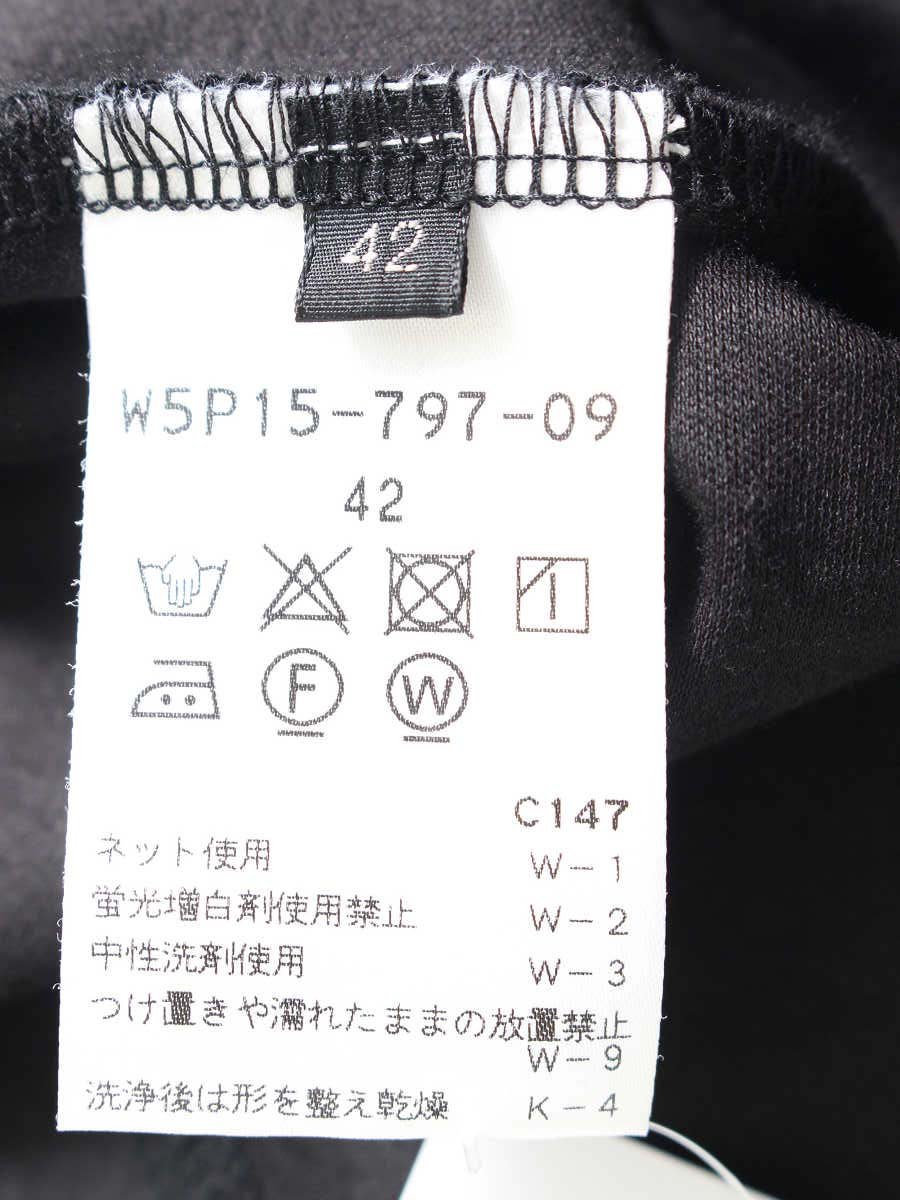 42
W5P15-797-09
42
F W
C147
ネット使用 W-1
蛍光増白剤使用禁止 W-2
中性洗剤使用 W-3
つけ置きや濡れたままの放置禁止
W-9
洗浄後は形を整え乾燥 K-4